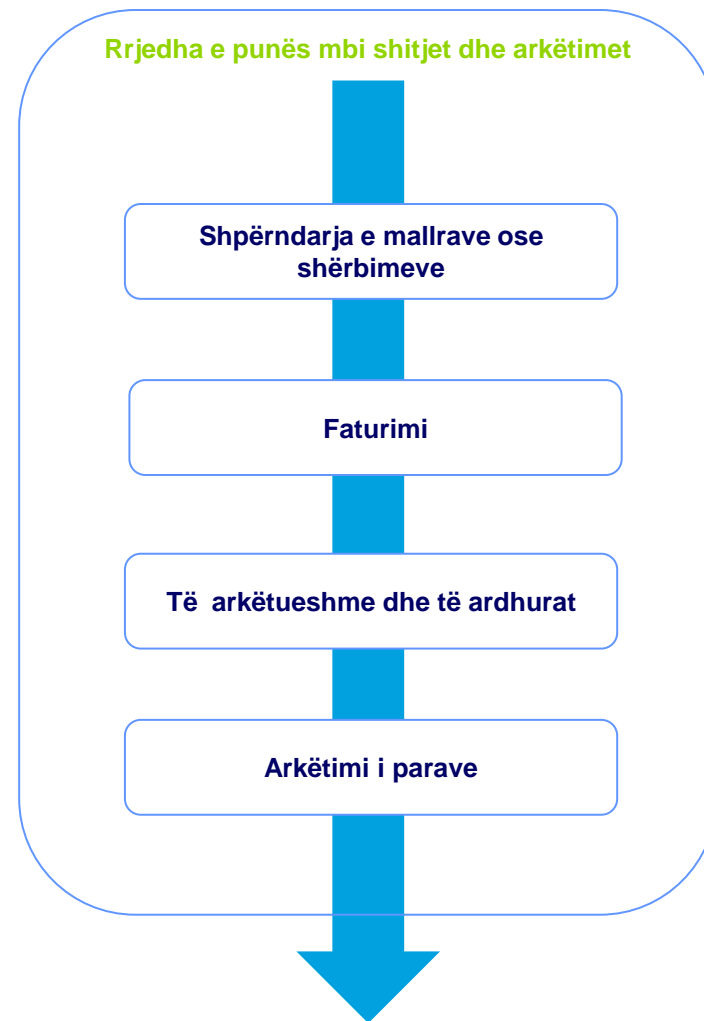 Rrjedha e punës mbi shitjet dhe arkëtimet
Shpërndarja e mallrave ose
shërbimeve
Faturimi
Të arkëtueshme dhe të ardhurat
Arkëtimi i parave